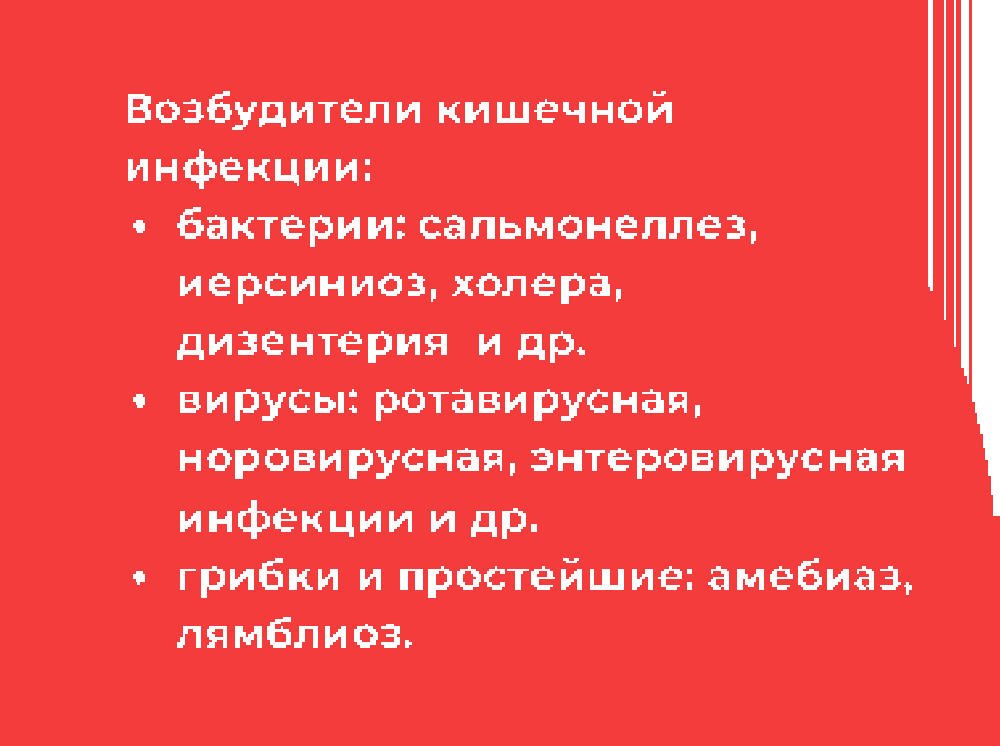 Возбудители кишечной
инфекции:
• бактерии: сальмонеллез,
иерсиниоз, холера,
дизентерия и др.
• вирусы: ротавирусная,
норовирусная, энтеровирусная
инфекции и др.
• грибки и простейшие: амебиаз,
лямблиоз.